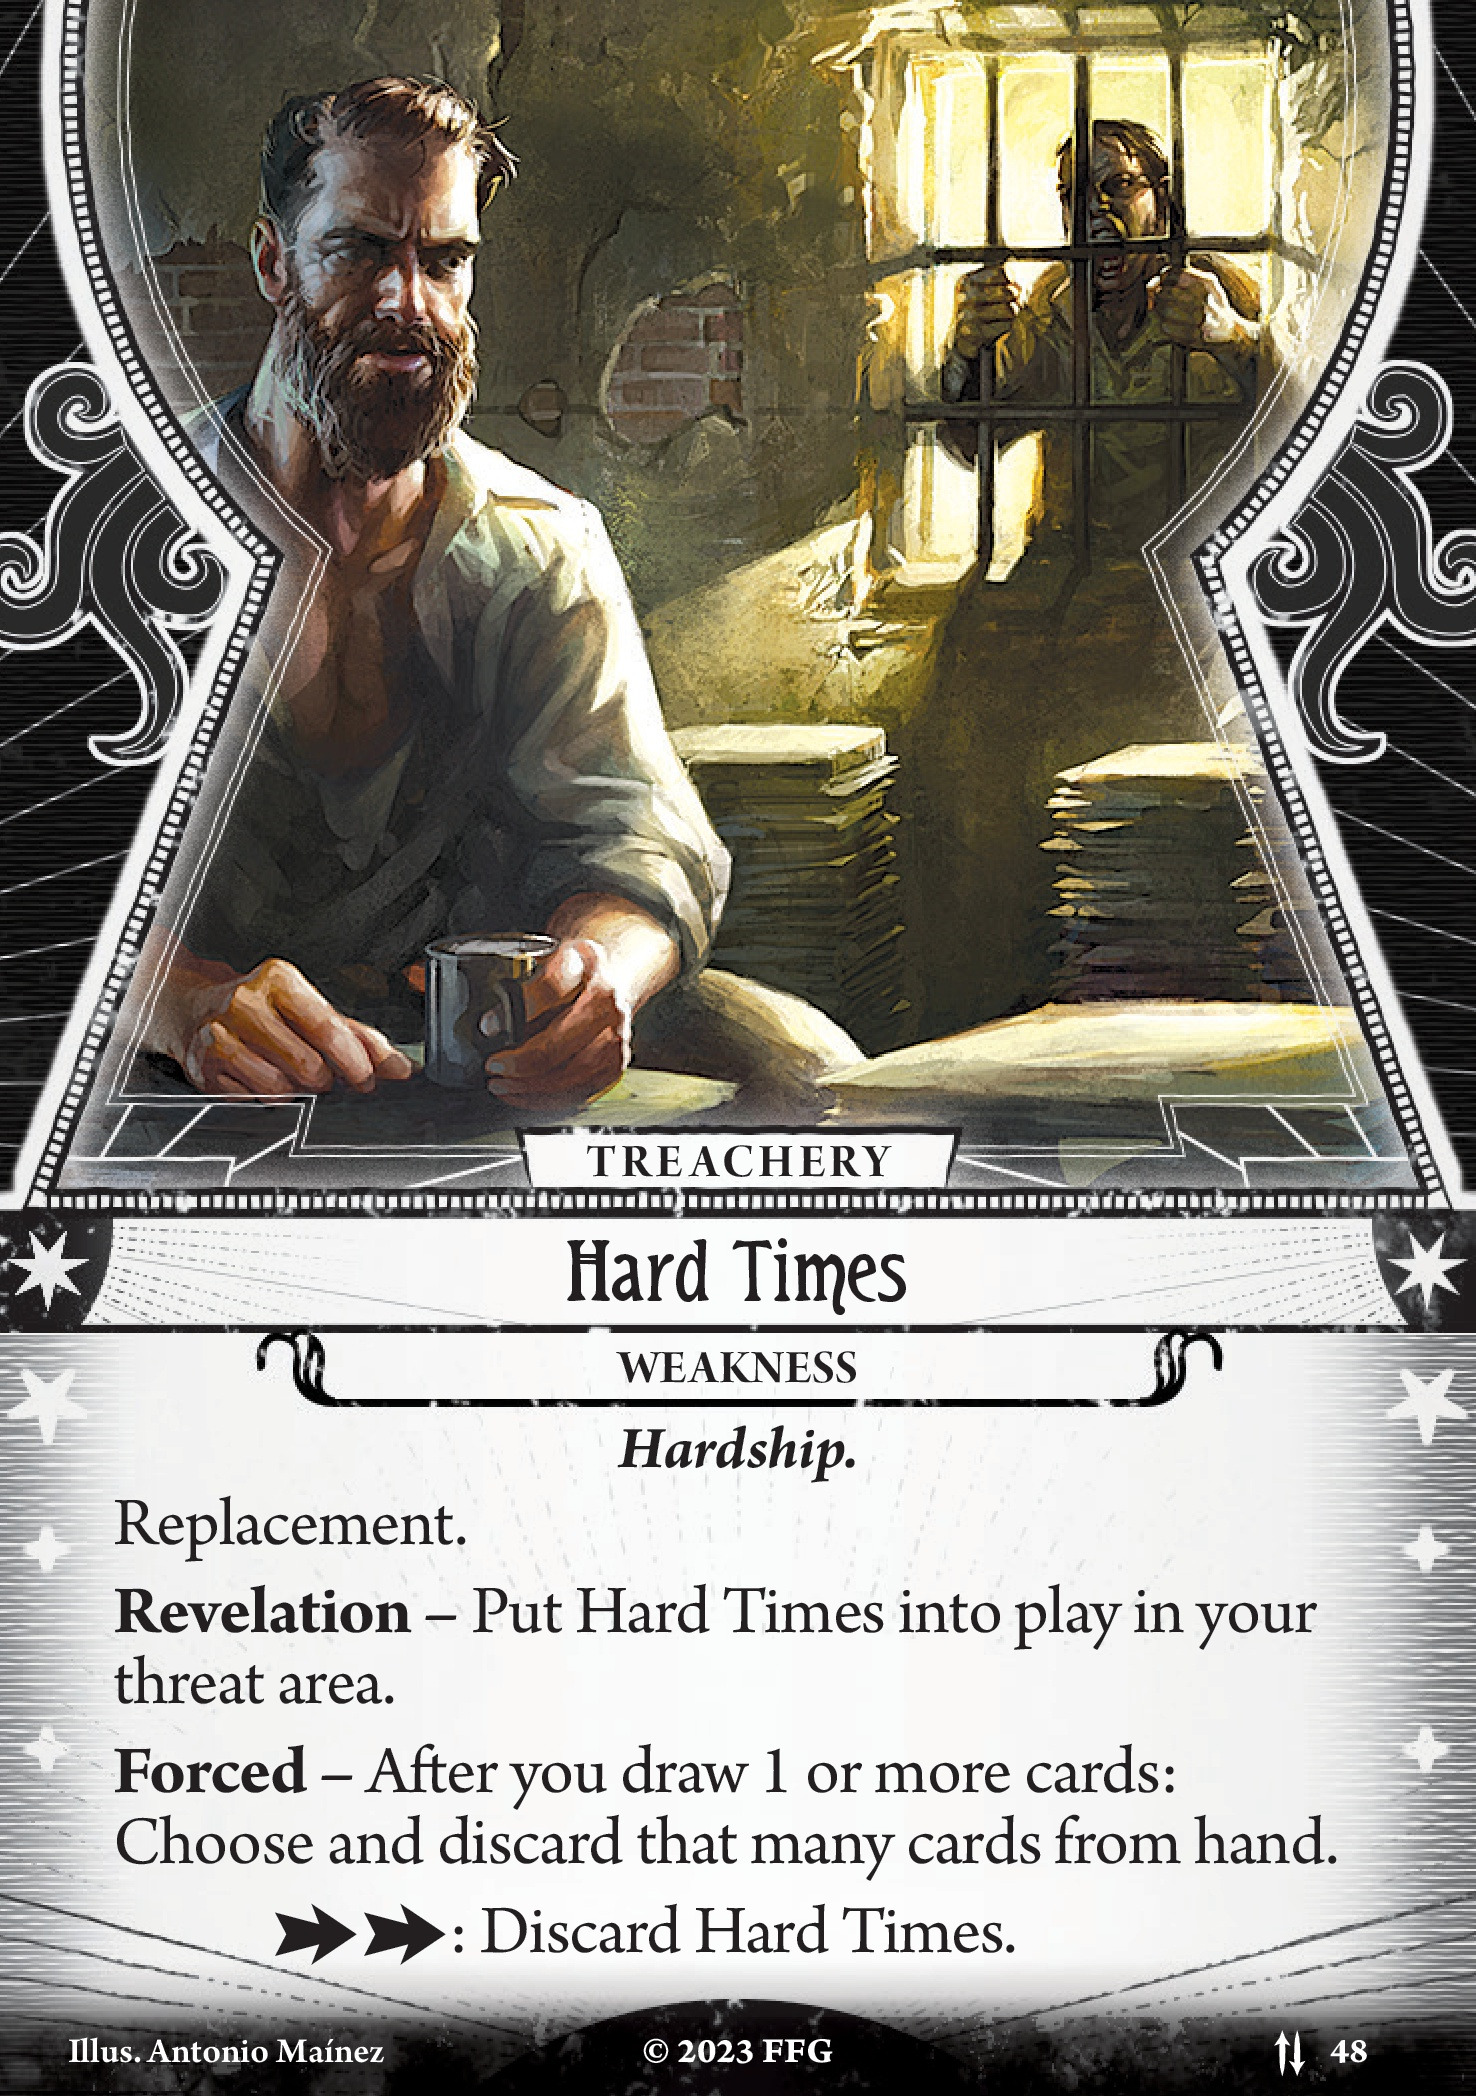 TREACHERY
Hard Times
WEAKNESS
Hardship.
Replacement.
Revelation – Put Hard Times into play in your
threat area.
Forced – After you draw 1 or more cards:
Choose and discard that many cards from hand.
: Discard Hard Times.
Illus. Antonio Maínez © 2023 FFG 48